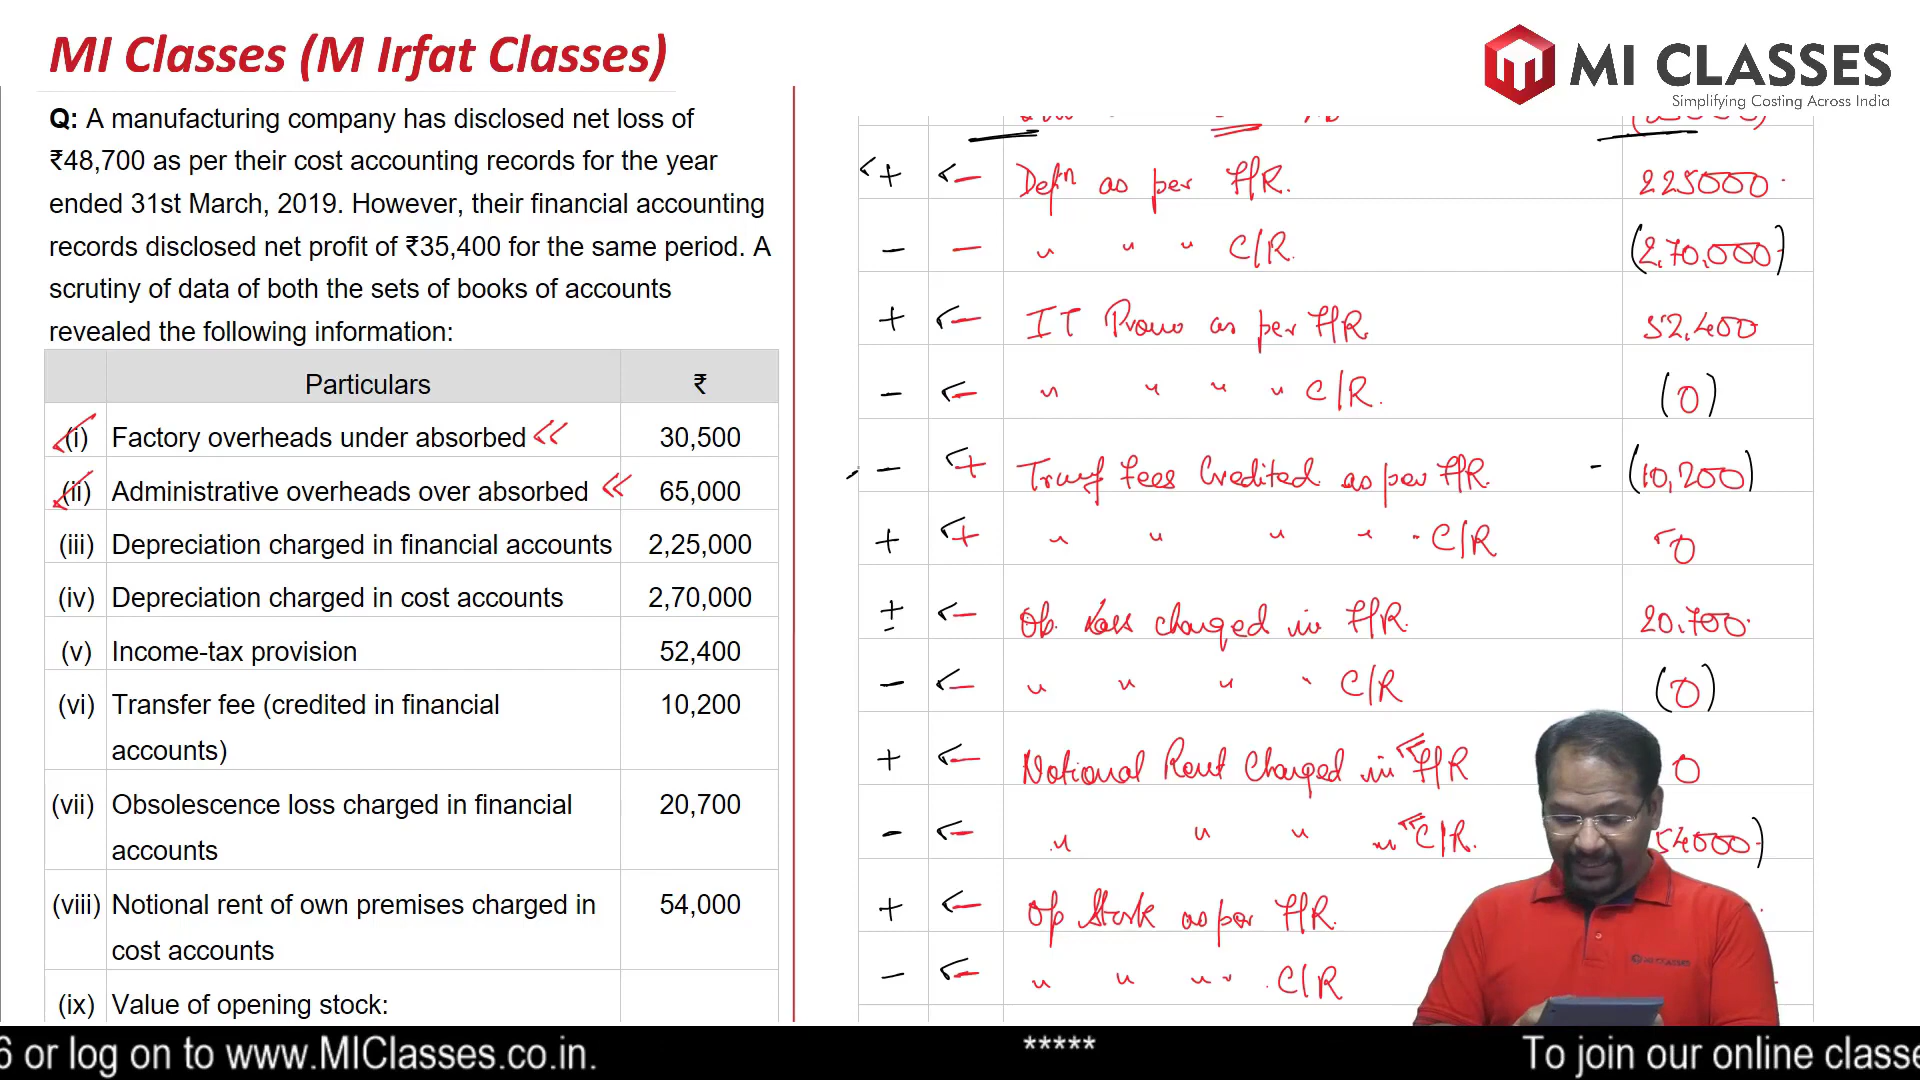 MI Classes (M Irfat Classes)
MI CLASSES
Simplifying Costing Across India
Q: A manufacturing company has disclosed net loss of
₹48,700 as per their cost accounting records for the year
ended 31st March, 2019. However, their financial accounting
records disclosed net profit of ₹35,400 for the same period. A
scrutiny of data of both the sets of books of accounts
revealed the following information:
Particulars ₹
(i) Factory overheads under absorbed 30,500
(ii) Administrative overheads over absorbed 65,000
(iii) Depreciation charged in financial accounts 2,25,000
(iv) Depreciation charged in cost accounts 2,70,000
(v) Income-tax provision 52,400
(vi) Transfer fee (credited in financial 10,200
accounts)
(vii) Obsolescence loss charged in financial 20,700
accounts
(viii) Notional rent of own premises charged in 54,000
cost accounts
(ix) Value of opening stock:
+ - Depn as per F/R. 225000
- - " " " C/R. (2,70,000)
+ - IT Prov as per F/R 52,400
- - " " " " C/R. (0)
- + Transf fees Credited as per F/R - (10,200)
+ + " " " " C/R 0
+ - Ob. Loss charged in F/R 20,700
- - " " " " C/R (0)
+ - Notional Rent Charged in F/R 0
- - " " " " C/R. 54000)
+ - Op Stock as per F/R.
- - " " " " C/R
MI CLASSES
6 or log on to www.MIClasses.co.in. ***** To join our online classe